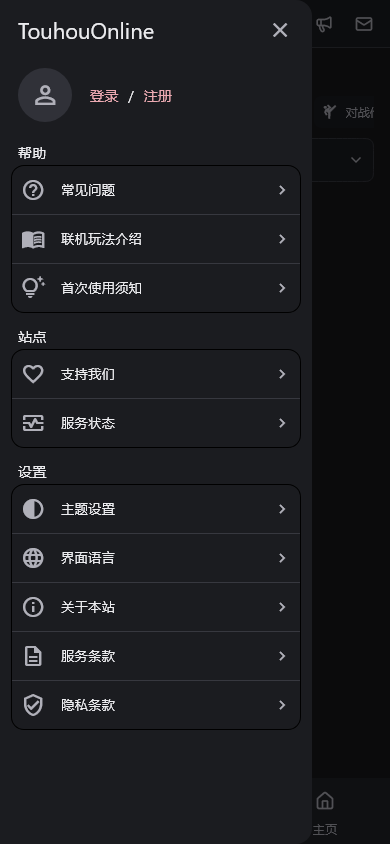 TouhouOnline
登录 / 注册
帮助
常见问题
联机玩法介绍
首次使用须知
站点
支持我们
服务状态
设置
主题设置
界面语言
关于本站
服务条款
隐私条款
对战
主页